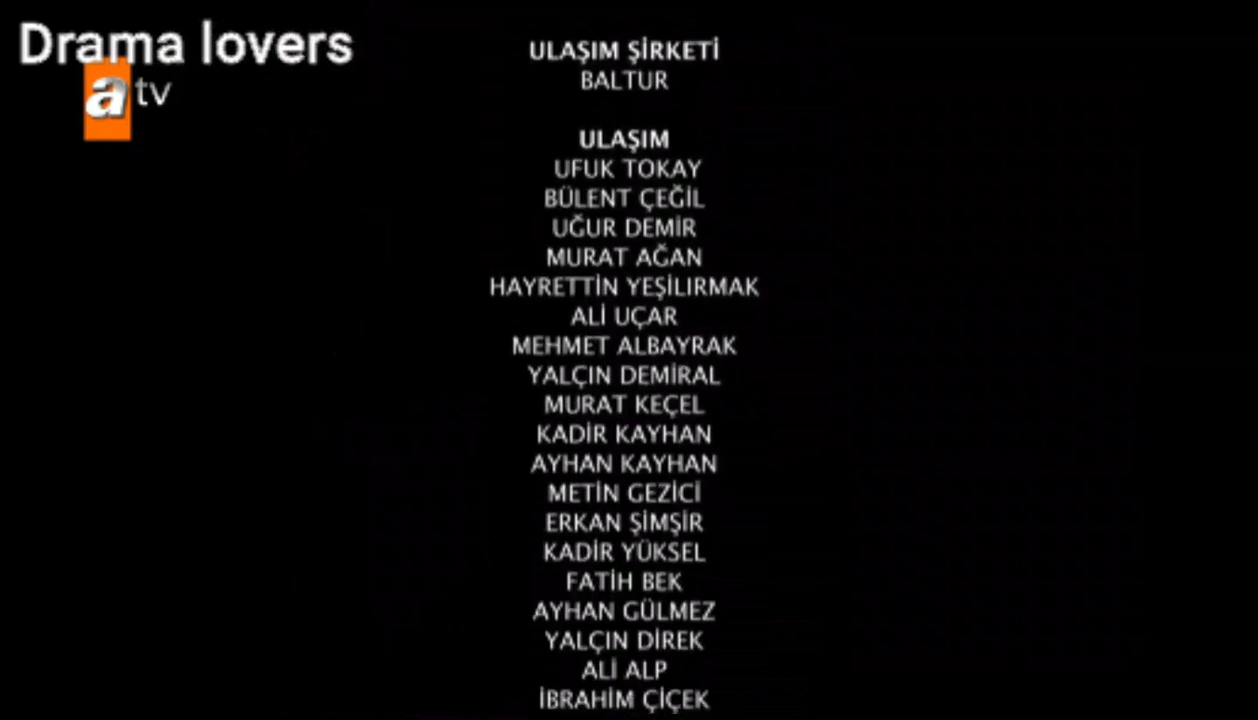 Drama lovers
a tv
ULAŞIM ŞİRKETİ
BALTUR
ULAŞIM
UFUK TOKAY
BÜLENT ÇEĞİL
UĞUR DEMİR
MURAT AĞAN
HAYRETTİN YEŞİLIRMAK
ALİ UÇAR
MEHMET ALBAYRAK
YALÇIN DEMİRAL
MURAT KEÇEL
KADİR KAYHAN
AYHAN KAYHAN
METİN GEZİCİ
ERKAN ŞİMŞİR
KADİR YÜKSEL
FATİH BEK
AYHAN GÜLMEZ
YALÇIN DİREK
ALİ ALP
İBRAHİM ÇİÇEK